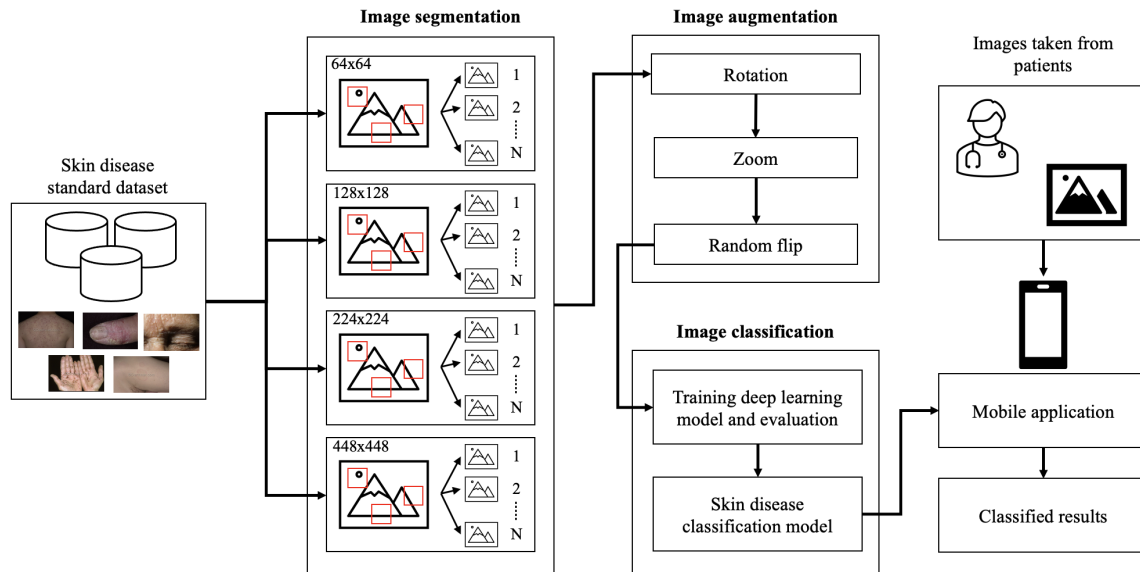 Skin disease
standard dataset
Image segmentation
64x64
1
2
N
128x128
1
2
N
224x224
1
2
N
448x448
1
2
N
Image augmentation
Rotation
Zoom
Random flip
Image classification
Training deep learning
model and evaluation
Skin disease
classification model
Images taken from
patients
Mobile application
Classified results